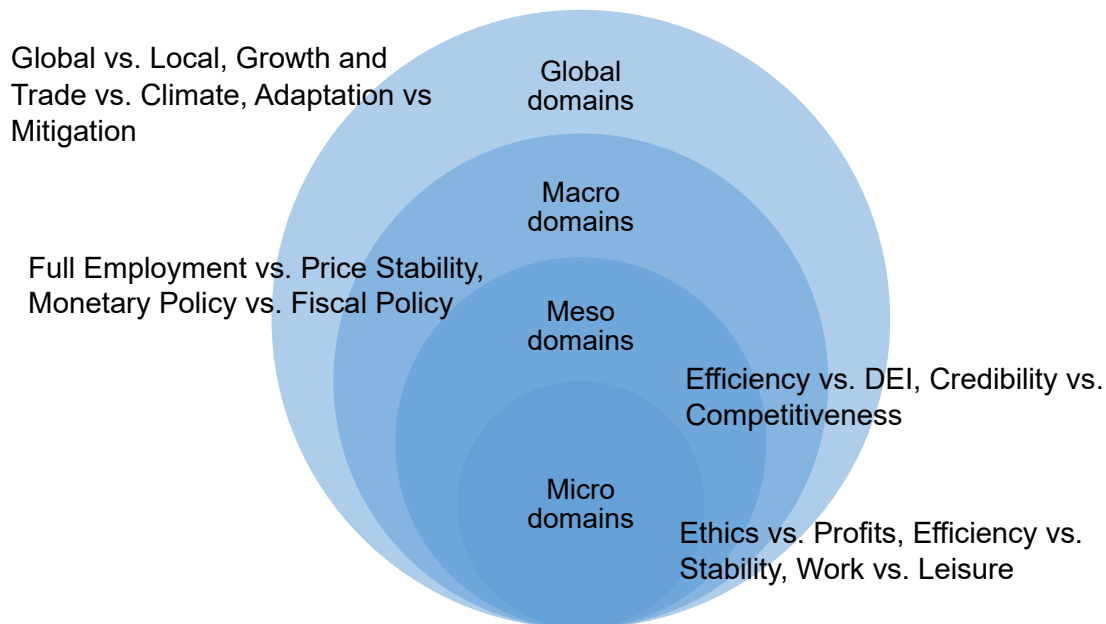 Global vs. Local, Growth and
Trade vs. Climate, Adaptation vs
Mitigation
Global
domains
Macro
domains
Full Employment vs. Price Stability,
Monetary Policy vs. Fiscal Policy
Meso
domains
Efficiency vs. DEI, Credibility vs.
Competitiveness
Micro
domains
Ethics vs. Profits, Efficiency vs.
Stability, Work vs. Leisure